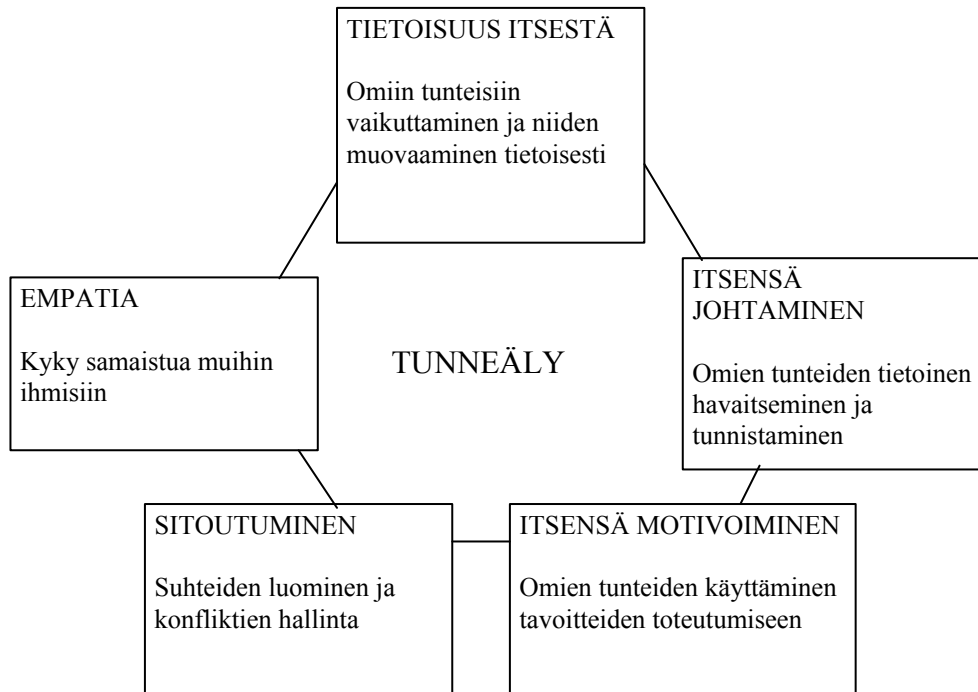 TIETOISUUS ITSESTÄ
Omiin tunteisiin
vaikuttaminen ja niiden
muovaaminen tietoisesti
EMPATIA
Kyky samaistua muihin
ihmisiin
TUNNEÄLY
ITSENSÄ
JOHTAMINEN
Omien tunteiden tietoinen
havaitseminen ja
tunnistaminen
SITOUTUMINEN
Suhteiden luominen ja
konfliktien hallinta
ITSENSÄ MOTIVOIMINEN
Omien tunteiden käyttäminen
tavoitteiden toteutumiseen